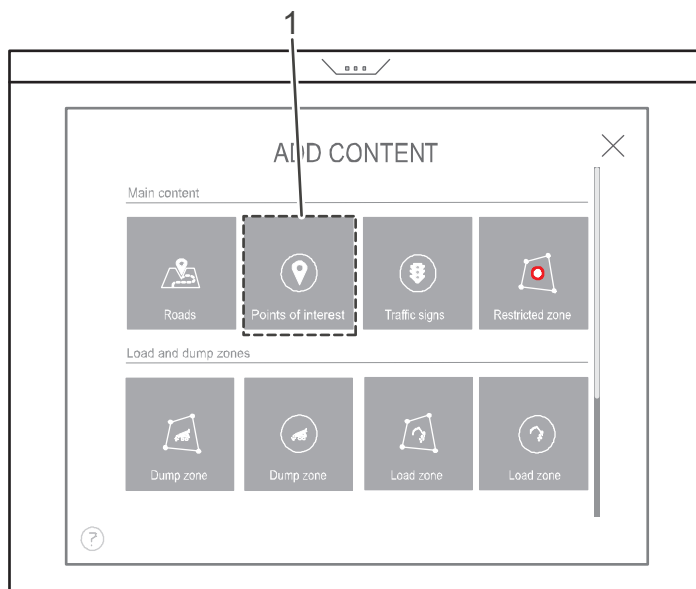 1
ADD CONTENT
Main content
Roads
Points of interest
Traffic signs
Restricted zone
Load and dump zones
Dump zone
Dump zone
Load zone
Load zone
?